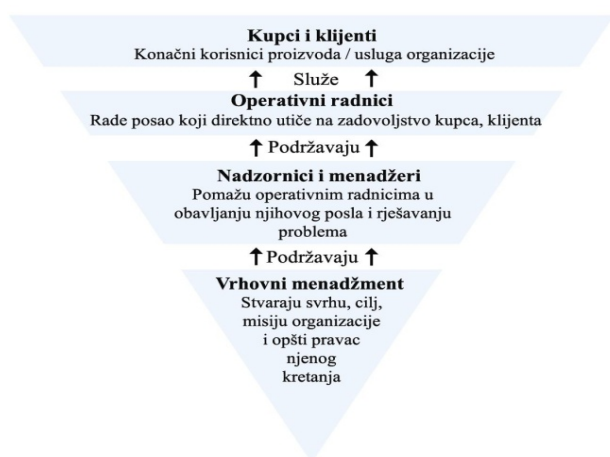 Kupci i klijenti
Konačni korisnici proizvoda / usluga organizacije
↑ Služe ↑
Operativni radnici
Rade posao koji direktno utiče na zadovoljstvo kupca, klijenta
↑ Podržavaju ↑
Nadzornici i menadžeri
Pomažu operativnim radnicima u
obavljanju njihovog posla i rješavanju
problema
↑ Podržavaju ↑
Vrhovni menadžment
Stvaraju svrhu, cilj,
misiju organizacije
i opšti pravac
njenog
kretanja